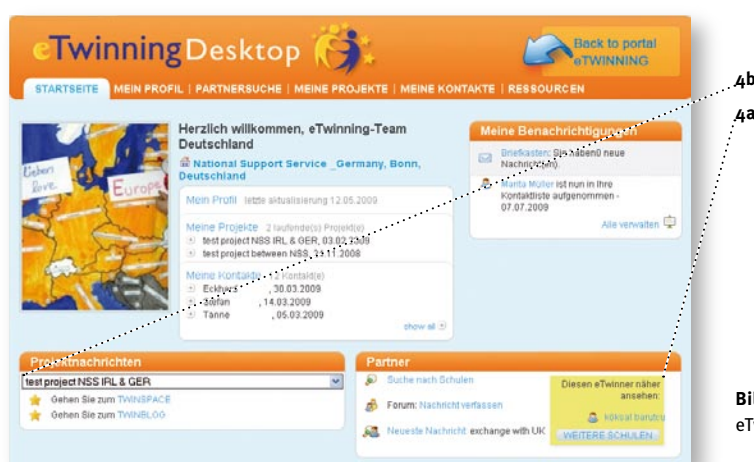 eTwinning Desktop
Back to portal
eTWINNING
STARTSEITE MEIN PROFIL | PARTNERSUCHE | MEINE PROJEKTE | MEINE KONTAKTE | RESSOURCEN
4b
4a
Herzlich willkommen, eTwinning-Team
Deutschland
National Support Service _Germany, Bonn,
Deutschland
Mein Profil letzte aktualisierung 12.05.2009
Meine Projekte 2 laufende(s) Projekt(e)
test project NSS IRL & GER, 03.02.2009
test project between NSS, .11.2008
Meine Kontakte 12 Kontakt(e)
Eckhard , 30.03.2009
Stefan , 14.03.2009
Tanne , 05.03.2009
show all
Meine Benachrichtigungen
Briefkasten: Sie haben0 neue
Nachricht(en).
Marita Müller ist nun in Ihre
Kontaktliste aufgenommen -
07.07.2009
Alle verwalten
Europe
Projektnachrichten
test project NSS IRL & GER
Gehen Sie zum TWINSPACE
Gehen Sie zum TWINBLOG
Partner
Suche nach Schulen
Forum: Nachricht verfassen
Neueste Nachricht exchange with UK
Diesen eTwinner näher
ansehen:
köksal
WEITERE SCHULEN
Bil
eT